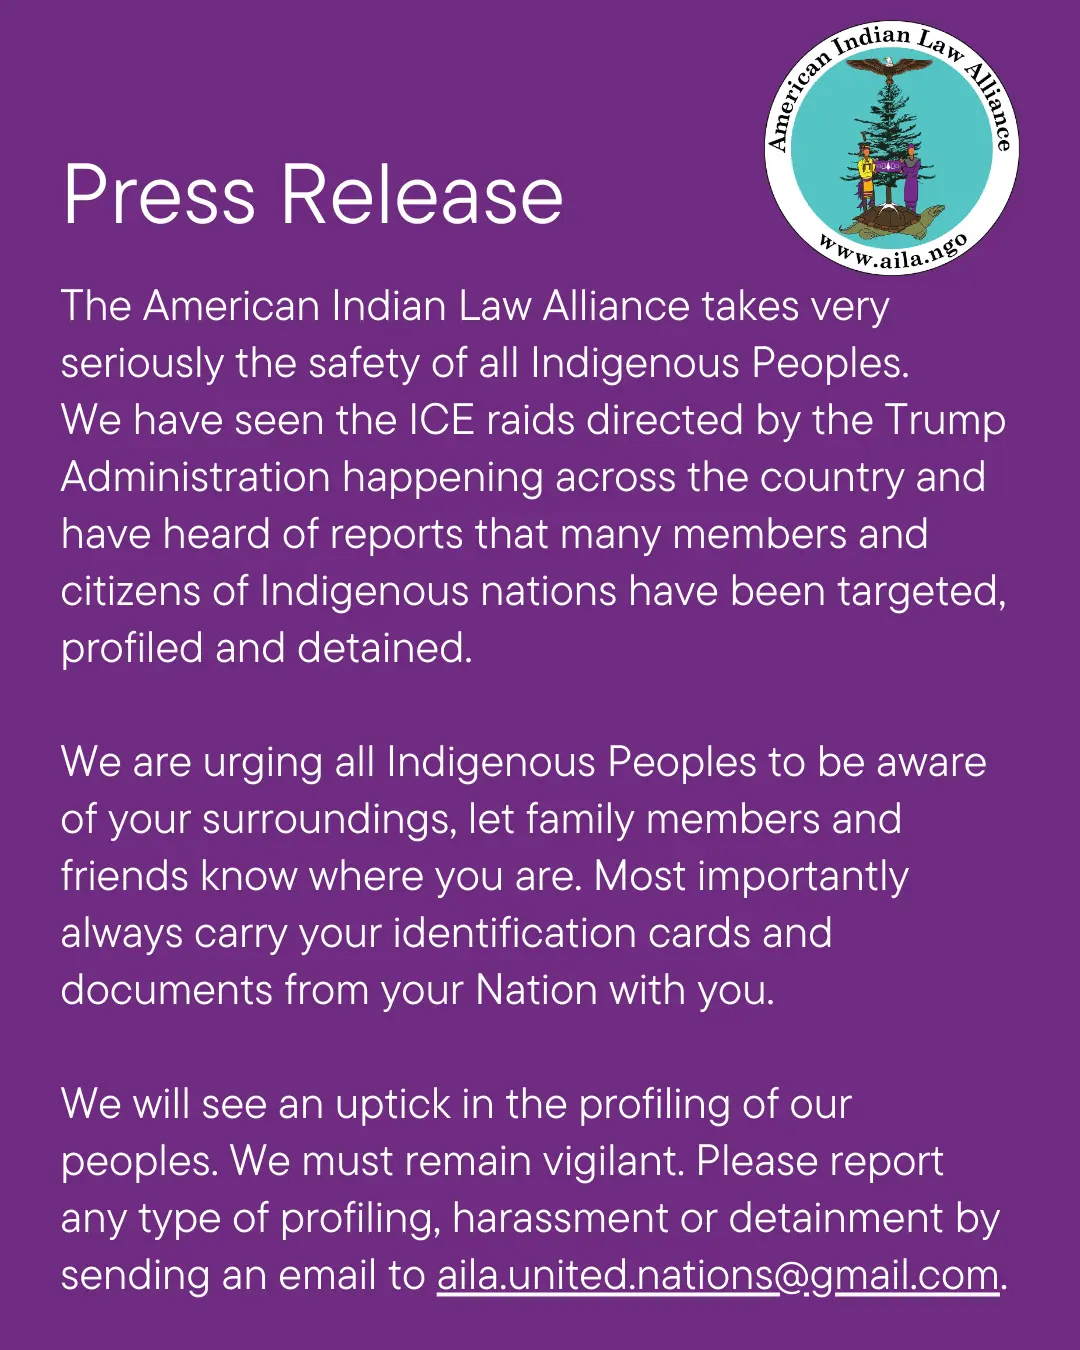 American Indian Law Alliance
www.aila.ngo
Press Release
The American Indian Law Alliance takes very
seriously the safety of all Indigenous Peoples.
We have seen the ICE raids directed by the Trump
Administration happening across the country and
have heard of reports that many members and
citizens of Indigenous nations have been targeted,
profiled and detained.
We are urging all Indigenous Peoples to be aware
of your surroundings, let family members and
friends know where you are. Most importantly
always carry your identification cards and
documents from your Nation with you.
We will see an uptick in the profiling of our
peoples. We must remain vigilant. Please report
any type of profiling, harassment or detainment by
sending an email to aila.united.nations@gmail.com.